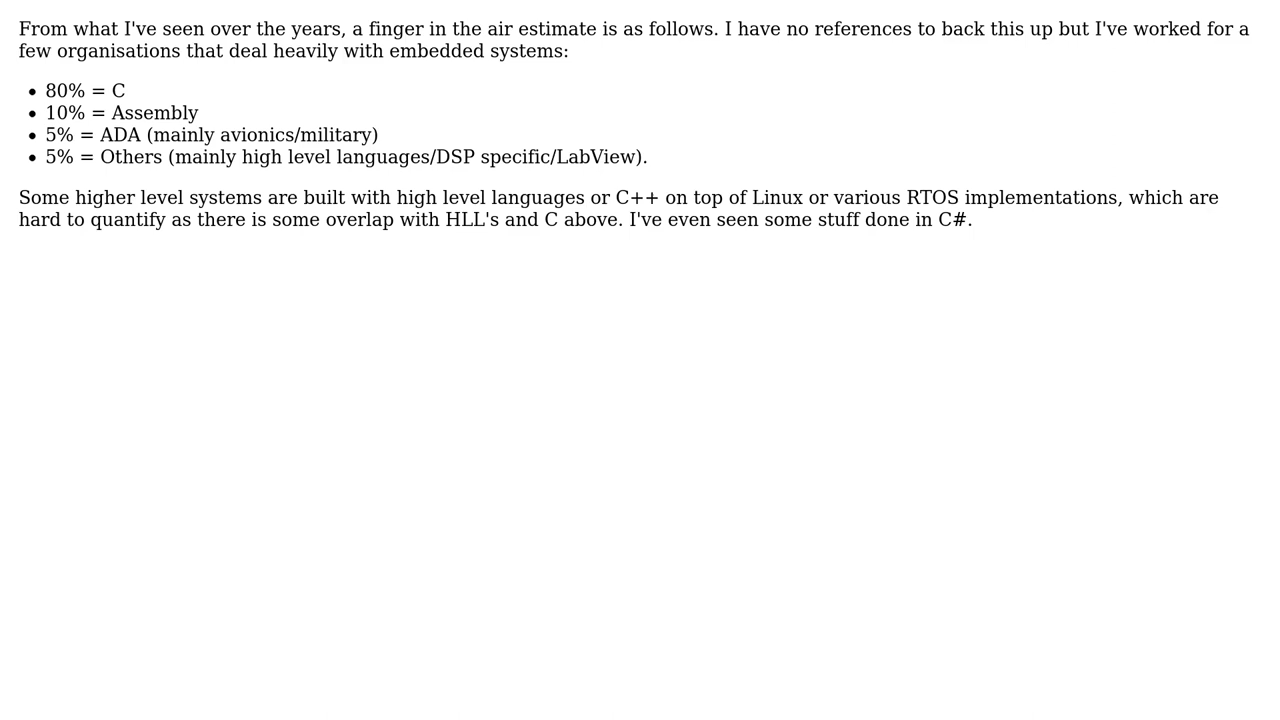 From what I've seen over the years, a finger in the air estimate is as follows. I have no references to back this up but I've worked for a
few organisations that deal heavily with embedded systems:
• 80% = C
• 10% = Assembly
• 5% = ADA (mainly avionics/military)
• 5% = Others (mainly high level languages/DSP specific/LabView).
Some higher level systems are built with high level languages or C++ on top of Linux or various RTOS implementations, which are
hard to quantify as there is some overlap with HLL's and C above. I've even seen some stuff done in C#.